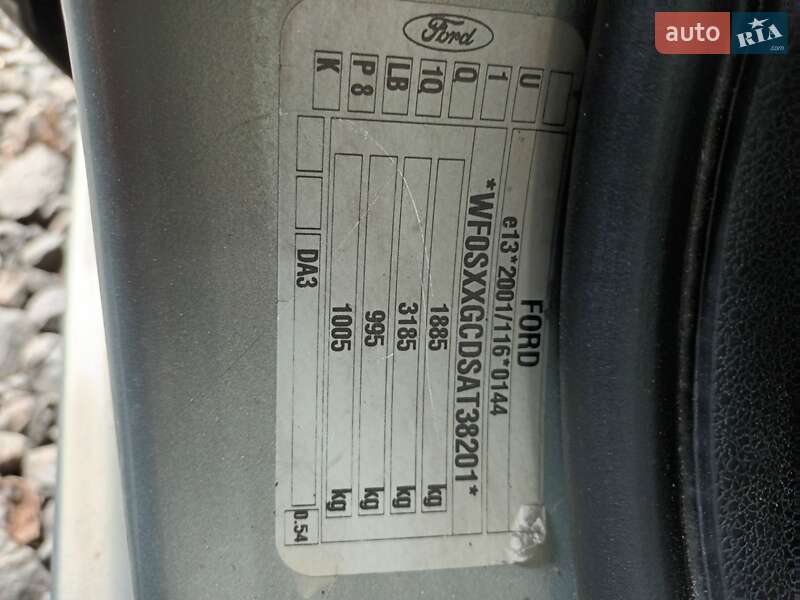 auto RIA.com
Ford
FORD
e13*2001/116*0144
*WF0SXXGCDSAT38201*
1885 kg
3185 kg
995 kg
1005 kg
DA3 0.54
U
1
Q
1Q
LB
P 8
K